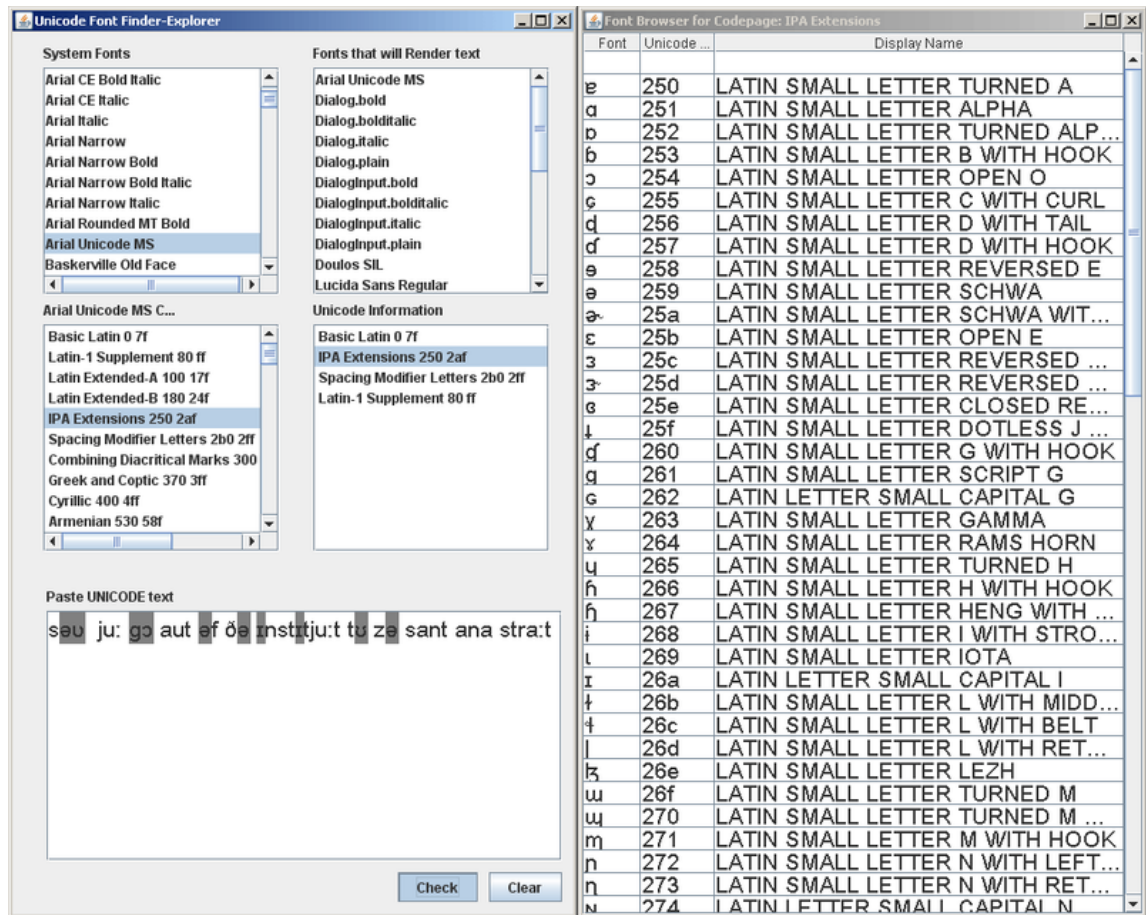 Unicode Font Finder-Explorer
System Fonts
Arial CE Bold Italic
Arial CE Italic
Arial Italic
Arial Narrow
Arial Narrow Bold
Arial Narrow Bold Italic
Arial Narrow Italic
Arial Rounded MT Bold
Arial Unicode MS
Baskerville Old Face
Fonts that will Render text
Arial Unicode MS
Dialog.bold
Dialog.bolditalic
Dialog.italic
Dialog.plain
DialogInput.bold
DialogInput.bolditalic
DialogInput.italic
DialogInput.plain
Doulos SIL
Lucida Sans Regular
Arial Unicode MS C...
Basic Latin 0 7f
Latin-1 Supplement 80 ff
Latin Extended-A 100 17f
Latin Extended-B 180 24f
IPA Extensions 250 2af
Spacing Modifier Letters 2b0 2ff
Combining Diacritical Marks 300
Greek and Coptic 370 3ff
Cyrillic 400 4ff
Armenian 530 58f
Unicode Information
Basic Latin 0 7f
IPA Extensions 250 2af
Spacing Modifier Letters 2b0 2ff
Latin-1 Supplement 80 ff
Paste UNICODE text
səʊ juː gɔ aut əf ðə ɪnstɪtjuːt tʊ zə sant ana straːt
Check Clear
Font Browser for Codepage: IPA Extensions
Font Unicode ... Display Name
ɐ 250 LATIN SMALL LETTER TURNED A
ɑ 251 LATIN SMALL LETTER ALPHA
ɒ 252 LATIN SMALL LETTER TURNED ALP...
ɓ 253 LATIN SMALL LETTER B WITH HOOK
ɔ 254 LATIN SMALL LETTER OPEN O
ɕ 255 LATIN SMALL LETTER C WITH CURL
ɖ 256 LATIN SMALL LETTER D WITH TAIL
ɗ 257 LATIN SMALL LETTER D WITH HOOK
ɘ 258 LATIN SMALL LETTER REVERSED E
ə 259 LATIN SMALL LETTER SCHWA
ɚ 25a LATIN SMALL LETTER SCHWA WIT...
ɛ 25b LATIN SMALL LETTER OPEN E
ɜ 25c LATIN SMALL LETTER REVERSED ...
ɝ 25d LATIN SMALL LETTER REVERSED ...
ɞ 25e LATIN SMALL LETTER CLOSED RE...
ɟ 25f LATIN SMALL LETTER DOTLESS J ...
ɠ 260 LATIN SMALL LETTER G WITH HOOK
ɡ 261 LATIN SMALL LETTER SCRIPT G
ɢ 262 LATIN LETTER SMALL CAPITAL G
ɣ 263 LATIN SMALL LETTER GAMMA
ɤ 264 LATIN SMALL LETTER RAMS HORN
ɥ 265 LATIN SMALL LETTER TURNED H
ɦ 266 LATIN SMALL LETTER H WITH HOOK
ɧ 267 LATIN SMALL LETTER HENG WITH ...
ɨ 268 LATIN SMALL LETTER I WITH STRO...
ɩ 269 LATIN SMALL LETTER IOTA
ɪ 26a LATIN LETTER SMALL CAPITAL I
ɫ 26b LATIN SMALL LETTER L WITH MIDD...
ɬ 26c LATIN SMALL LETTER L WITH BELT
ɭ 26d LATIN SMALL LETTER L WITH RET...
ɮ 26e LATIN SMALL LETTER LEZH
ɯ 26f LATIN SMALL LETTER TURNED M
ɰ 270 LATIN SMALL LETTER TURNED M ...
ɱ 271 LATIN SMALL LETTER M WITH HOOK
ɲ 272 LATIN SMALL LETTER N WITH LEFT...
ɳ 273 LATIN SMALL LETTER N WITH RET...
ɴ 274 LATIN LETTER SMALL CAPITAL N